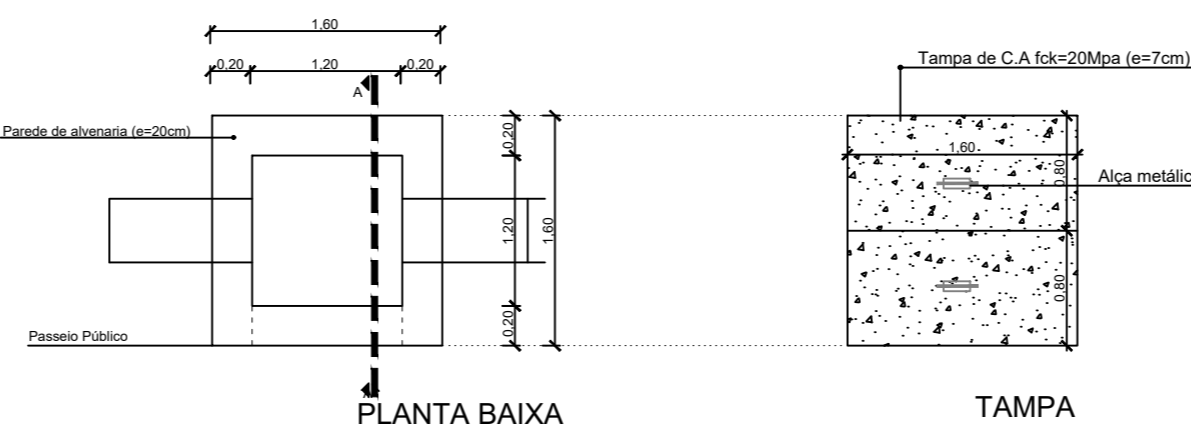 1,60
0,20
1,20
0,20
A
Parede de alvenaria (e=20cm)
0,20
1,20
1,60
0,20
Passeio Público
PLANTA BAIXA
Tampa de C.A fck=20Mpa (e=7cm)
1,60
0,80
Alça metálic
0,80
TAMPA